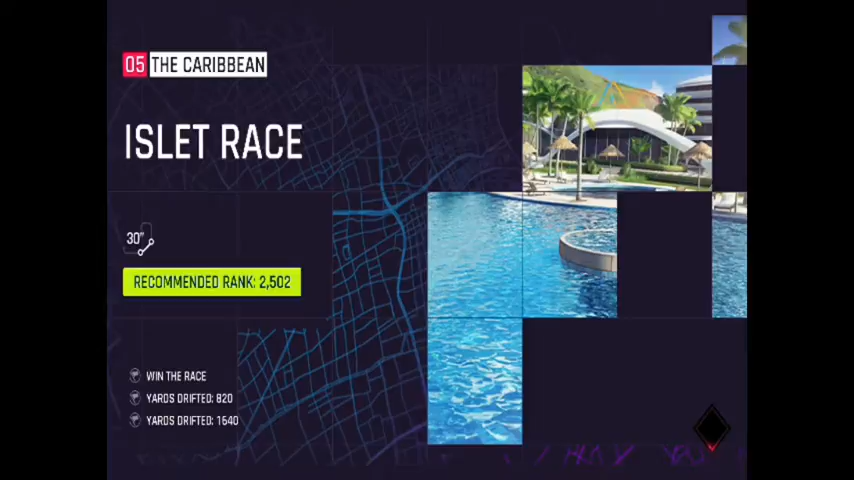 05 THE CARIBBEAN
ISLET RACE
30"
RECOMMENDED RANK: 2,502
WIN THE RACE
YARDS DRIFTED: 820
YARDS DRIFTED: 1640